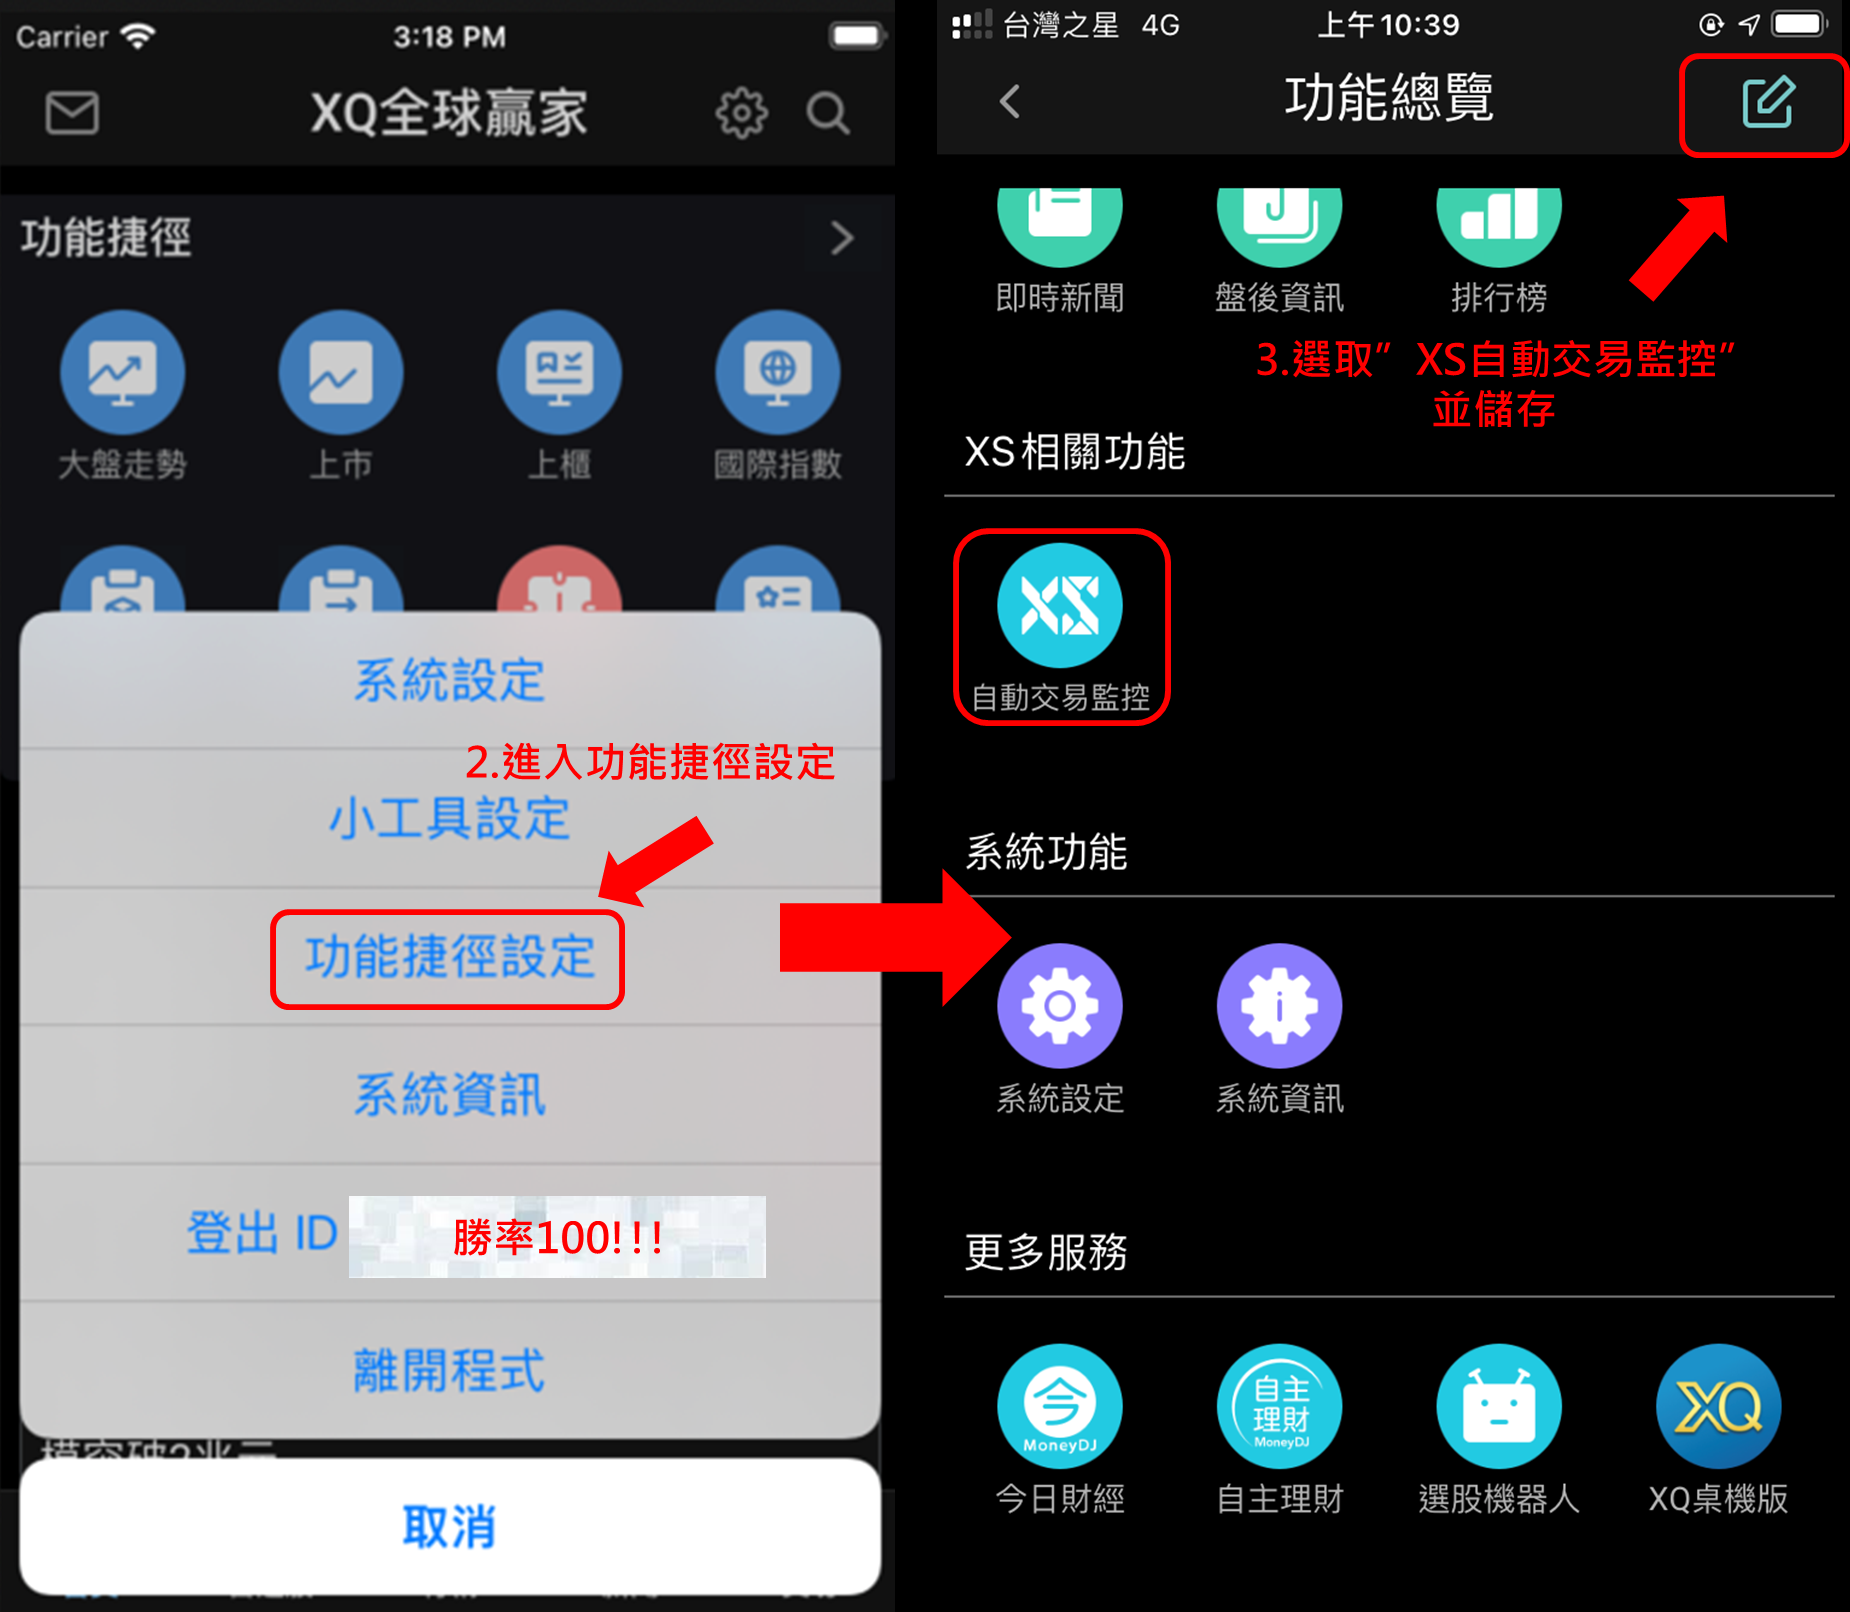 Carrier
3:18 PM
XQ全球贏家
功能捷徑
大盤走勢
上市
上櫃
國際指數
系統設定
2.進入功能捷徑設定
小工具設定
功能捷徑設定
系統資訊
登出 ID
勝率100!!!
離開程式
取消
台灣之星 4G
上午10:39
功能總覽
即時新聞
盤後資訊
排行榜
3.選取”XS自動交易監控”
並儲存
XS相關功能
XS
自動交易監控
系統功能
系統設定
系統資訊
更多服務
今
MoneyDJ
今日財經
自主
理財
MoneyDJ
自主理財
選股機器人
XQ
XQ桌機版